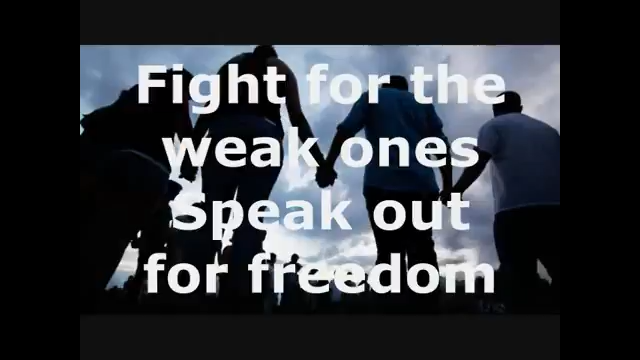 Fight for the
weak ones
Speak out
for freedom